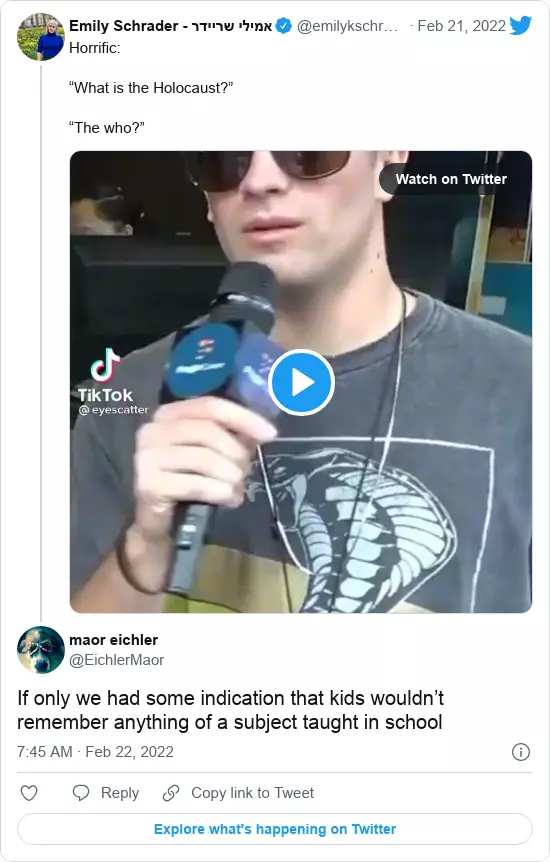 Emily Schrader - אמילי שריידר @emilykschr... · Feb 21, 2022
Horrific:
“What is the Holocaust?”
“The who?”
Watch on Twitter
TikTok
@eyescatter
maor eichler
@EichlerMaor
If only we had some indication that kids wouldn’t
remember anything of a subject taught in school
7:45 AM · Feb 22, 2022
Reply
Copy link to Tweet
Explore what's happening on Twitter